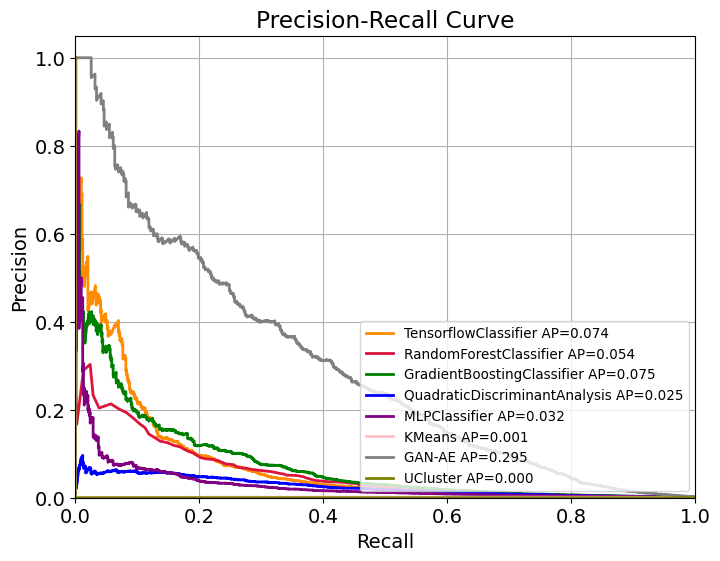 Precision-Recall Curve
1.0
0.8
0.6
0.4
0.2
0.0
Precision
TensorflowClassifier AP=0.074
RandomForestClassifier AP=0.054
GradientBoostingClassifier AP=0.075
QuadraticDiscriminantAnalysis AP=0.025
MLPClassifier AP=0.032
KMeans AP=0.001
GAN-AE AP=0.295
UCluster AP=0.000
0.0 0.2 0.4 0.6 0.8 1.0
Recall